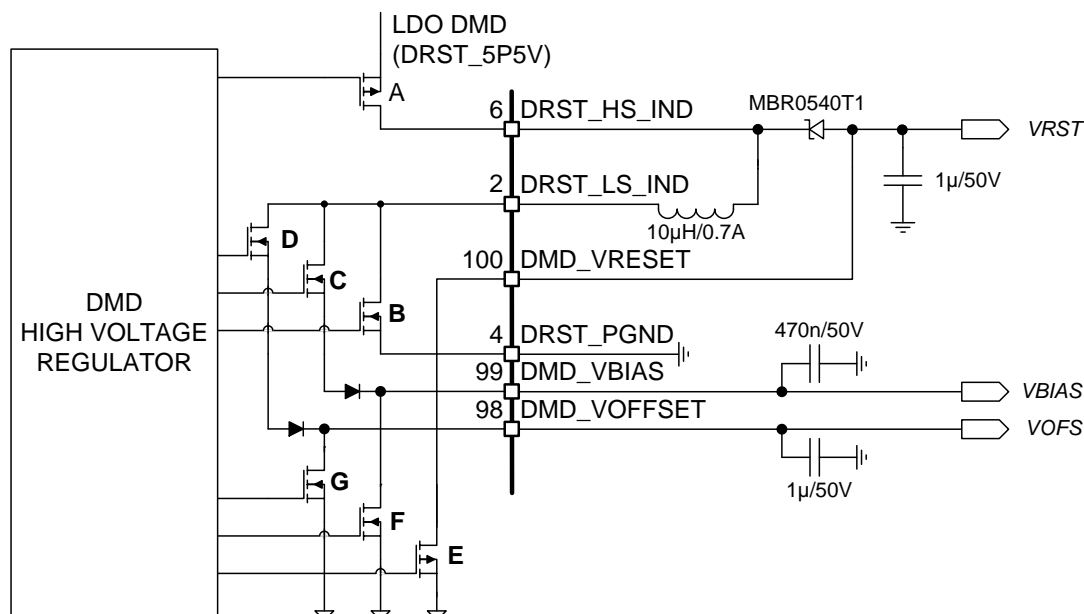 LDO DMD
(DRST_5P5V)
A
6
DRST_HS_IND
MBR0540T1
VRST
2
DRST_LS_IND
1µ/50V
10µH/0.7A
D
100
DMD_VRESET
C
DMD
HIGH VOLTAGE
REGULATOR
B
4
DRST_PGND
470n/50V
99
DMD_VBIAS
VBIAS
98
DMD_VOFFSET
VOFS
1µ/50V
G
F
E